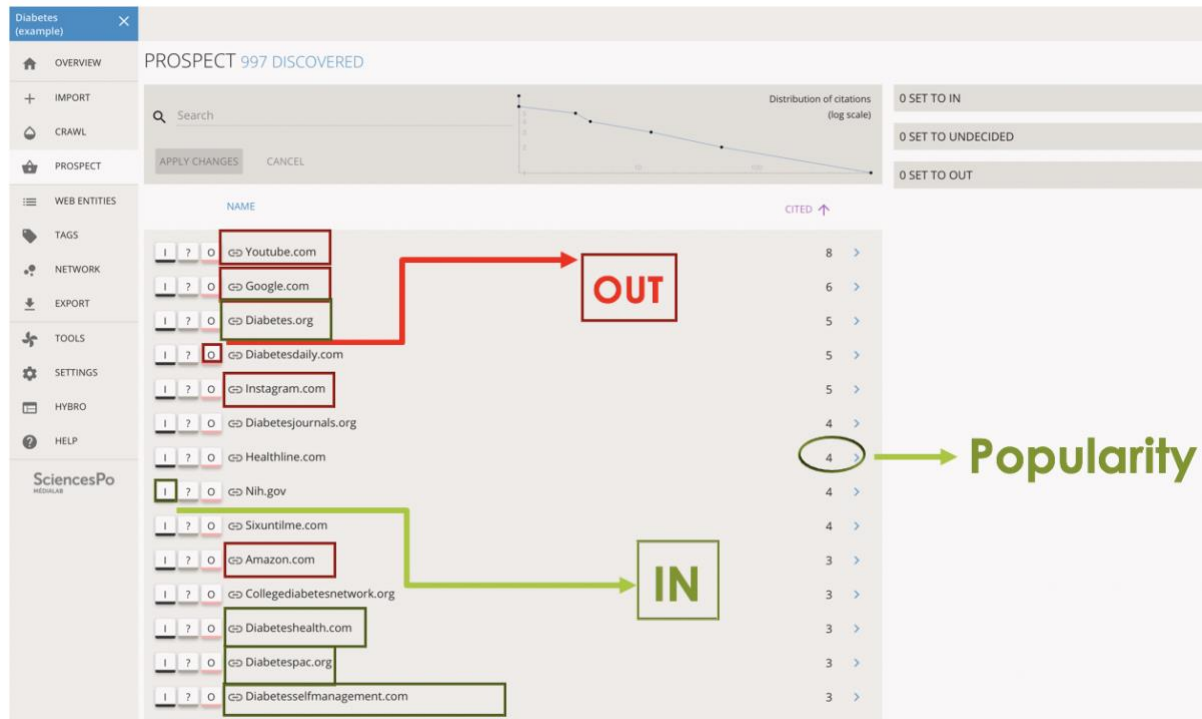 Diabetes
(example)
OVERVIEW
IMPORT
CRAWL
PROSPECT
WEB ENTITIES
TAGS
NETWORK
EXPORT
TOOLS
SETTINGS
HYBRO
HELP
SciencesPo
MÉDIALAB
PROSPECT 997 DISCOVERED
Search
APPLY CHANGES CANCEL
Distribution of citations
(log scale)
0 SET TO IN
0 SET TO UNDECIDED
0 SET TO OUT
NAME CITED
I ? O Youtube.com 8
I ? O Google.com 6
I ? O Diabetes.org 5
I ? O Diabetesdaily.com 5
I ? O Instagram.com 5
I ? O Diabetesjournals.org 4
I ? O Healthline.com 4
I ? O Nih.gov 4
I ? O Sixuntilme.com 4
I ? O Amazon.com 3
I ? O Collegediabetesnetwork.org 3
I ? O Diabeteshealth.com 3
I ? O Diabetespac.org 3
I ? O Diabetesselfmanagement.com 3
OUT
Popularity
IN